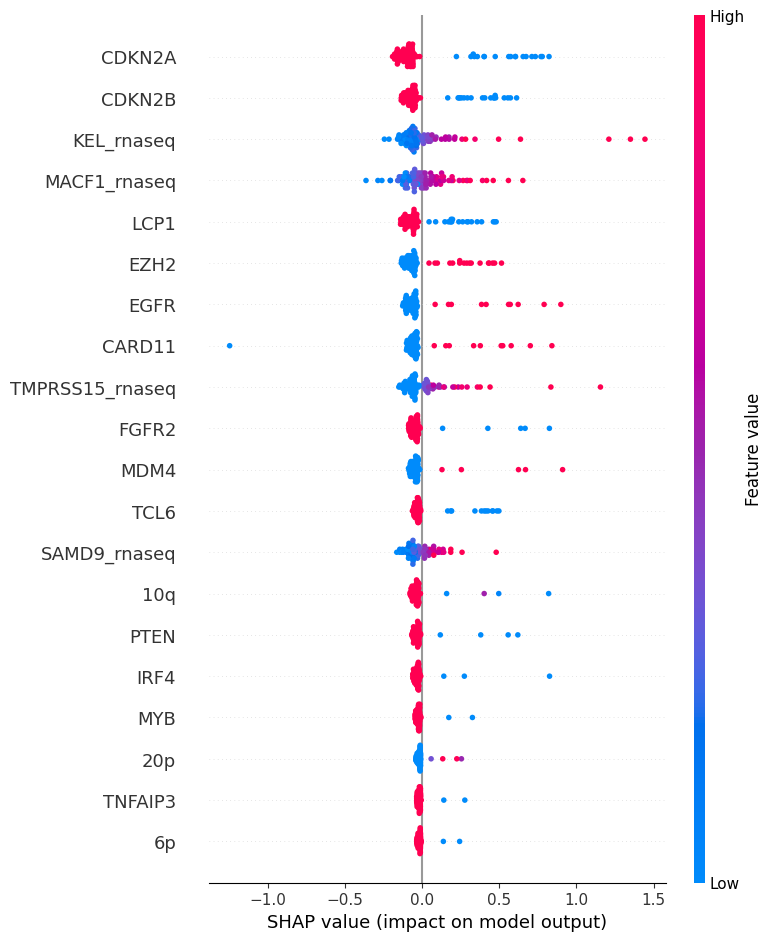 High
CDKN2A
CDKN2B
KEL_rnaseq
MACF1_rnaseq
LCP1
EZH2
EGFR
CARD11
TMPRSS15_rnaseq
FGFR2
MDM4
TCL6
SAMD9_rnaseq
10q
PTEN
IRF4
MYB
20p
TNFAIP3
6p
Feature value
Low
−1.0 −0.5 0.0 0.5 1.0 1.5
SHAP value (impact on model output)